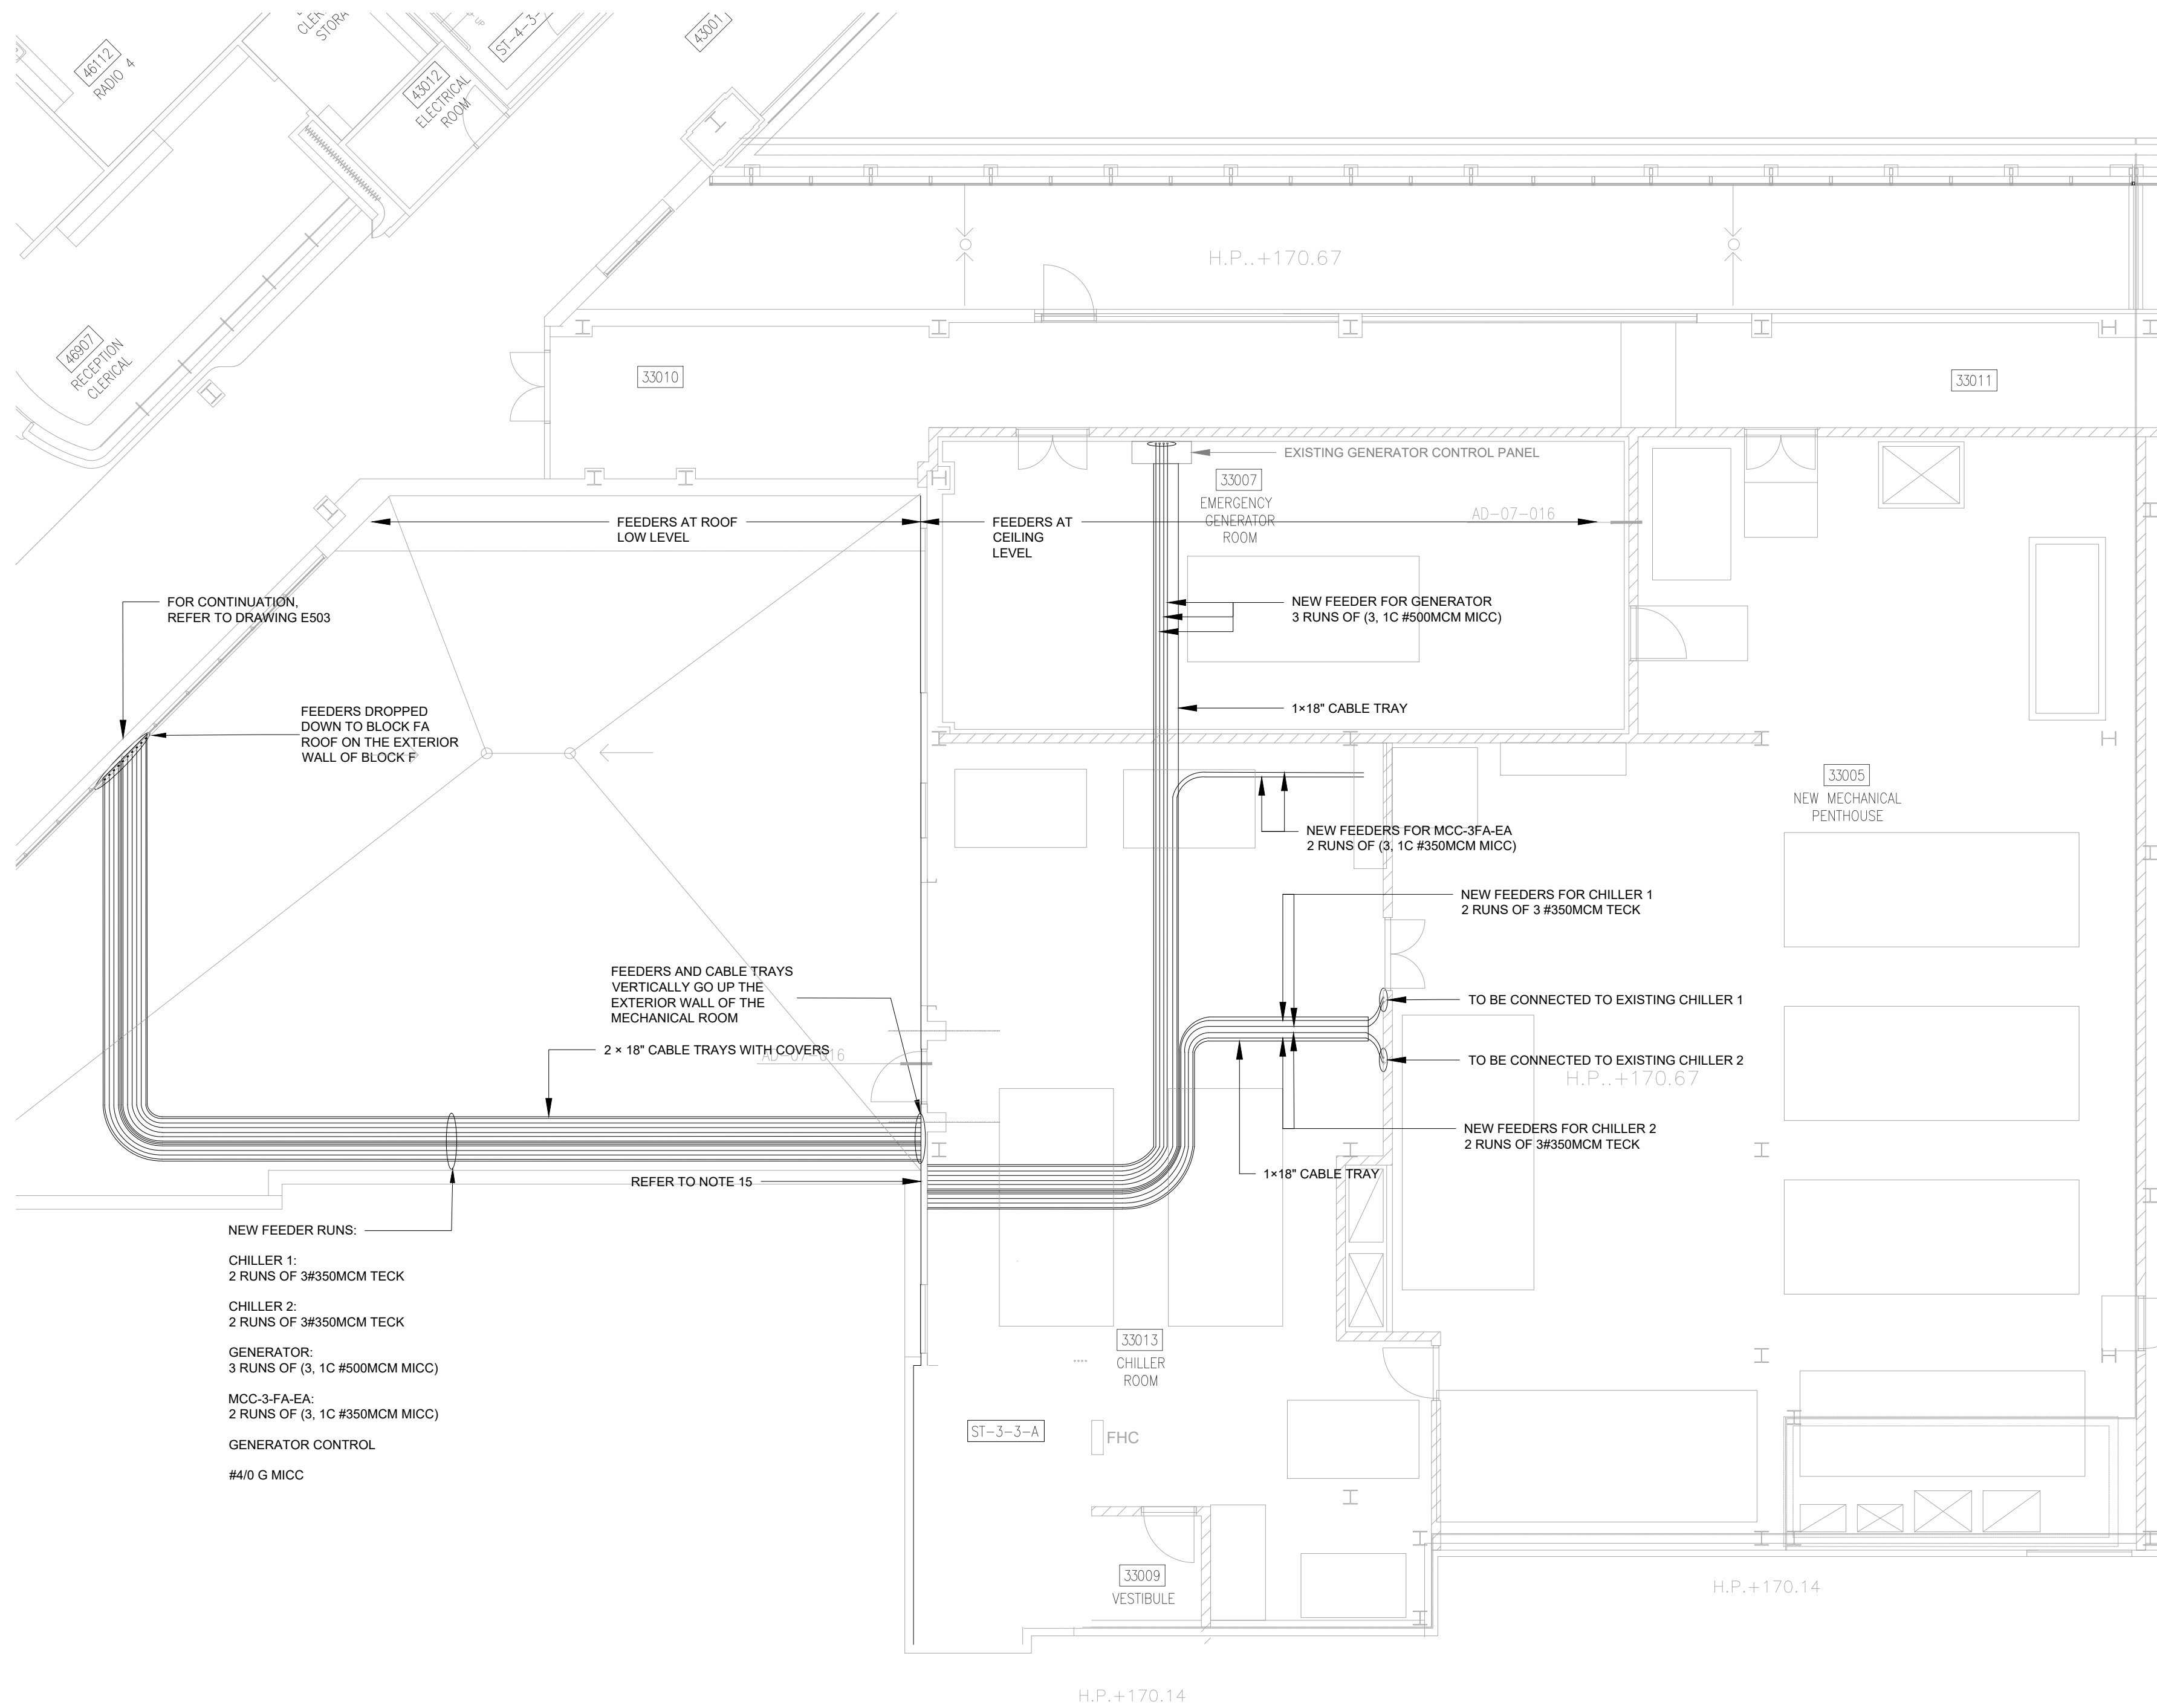 46112
RADIO 4
STORA
UP
ST-4-3-
43001
43012
ELECTRICAL
ROOM
46907
RECEPTION
CLERICAL
H.P..+170.67
33010
33011
EXISTING GENERATOR CONTROL PANEL
33007
EMERGENCY
GENERATOR
ROOM
AD-07-016
FEEDERS AT ROOF
LOW LEVEL
FEEDERS AT
CEILING
LEVEL
FOR CONTINUATION,
REFER TO DRAWING E503
NEW FEEDER FOR GENERATOR
3 RUNS OF (3, 1C #500MCM MICC)
FEEDERS DROPPED
DOWN TO BLOCK FA
ROOF ON THE EXTERIOR
WALL OF BLOCK F
1×18" CABLE TRAY
33005
NEW MECHANICAL
PENTHOUSE
NEW FEEDERS FOR MCC-3FA-EA
2 RUNS OF (3, 1C #350MCM MICC)
NEW FEEDERS FOR CHILLER 1
2 RUNS OF 3 #350MCM TECK
FEEDERS AND CABLE TRAYS
VERTICALLY GO UP THE
EXTERIOR WALL OF THE
MECHANICAL ROOM
TO BE CONNECTED TO EXISTING CHILLER 1
2 × 18" CABLE TRAYS WITH COVERS
AD-07-016
TO BE CONNECTED TO EXISTING CHILLER 2
H.P..+170.67
NEW FEEDERS FOR CHILLER 2
2 RUNS OF 3#350MCM TECK
1×18" CABLE TRAY
REFER TO NOTE 15
NEW FEEDER RUNS:
CHILLER 1:
2 RUNS OF 3#350MCM TECK
CHILLER 2:
2 RUNS OF 3#350MCM TECK
GENERATOR:
3 RUNS OF (3, 1C #500MCM MICC)
MCC-3-FA-EA:
2 RUNS OF (3, 1C #350MCM MICC)
GENERATOR CONTROL
#4/0 G MICC
33013
CHILLER
ROOM
ST-3-3-A
FHC
33009
VESTIBULE
H.P.+170.14
H.P.+170.14